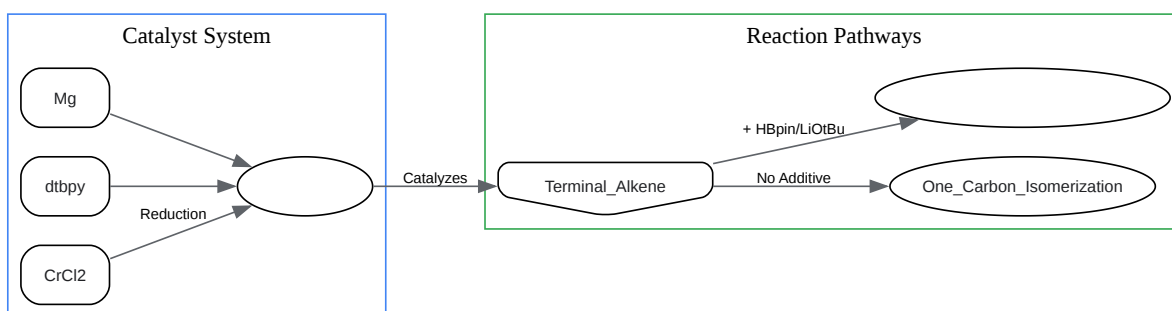 Catalyst System
Mg
dtbpy
Reduction
CrCl2
Catalyzes
Reaction Pathways
+ HBpin/LiOtBu
Terminal_Alkene
No Additive
One_Carbon_Isomerization